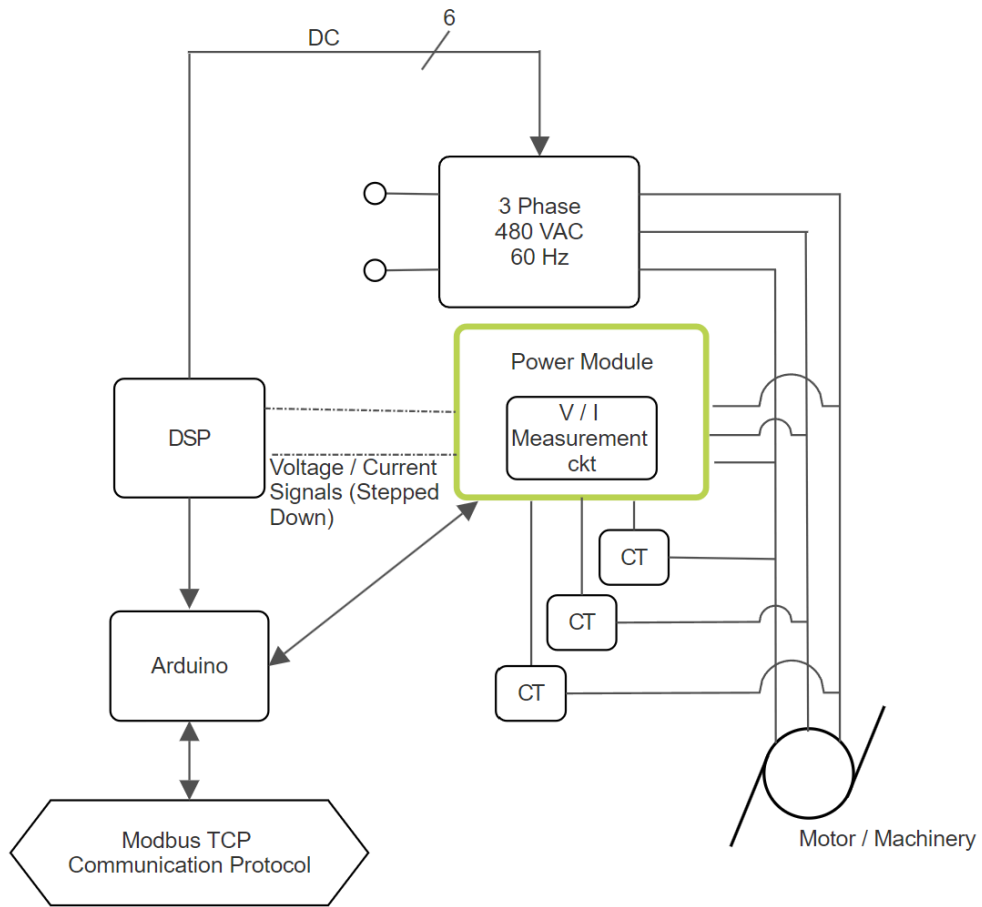 6
DC
3 Phase
480 VAC
60 Hz
Power Module
V / I
Measurement
ckt
DSP
Voltage / Current
Signals (Stepped
Down)
CT
CT
CT
Arduino
Modbus TCP
Communication Protocol
Motor / Machinery